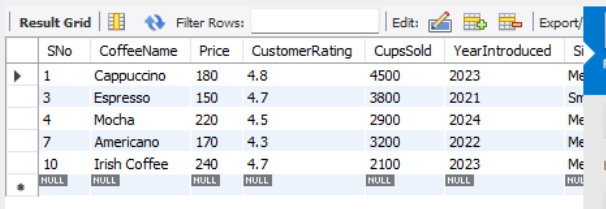 Result Grid Filter Rows: Edit: Export/
SNo CoffeeName Price CustomerRating CupsSold YearIntroduced Si
1 Cappuccino 180 4.8 4500 2023 Me
3 Espresso 150 4.7 3800 2021 Sm
4 Mocha 220 4.5 2900 2024 Me
7 Americano 170 4.3 3200 2022 Me
10 Irish Coffee 240 4.7 2100 2023 Me
NULL NULL NULL NULL NULL NULL NUL